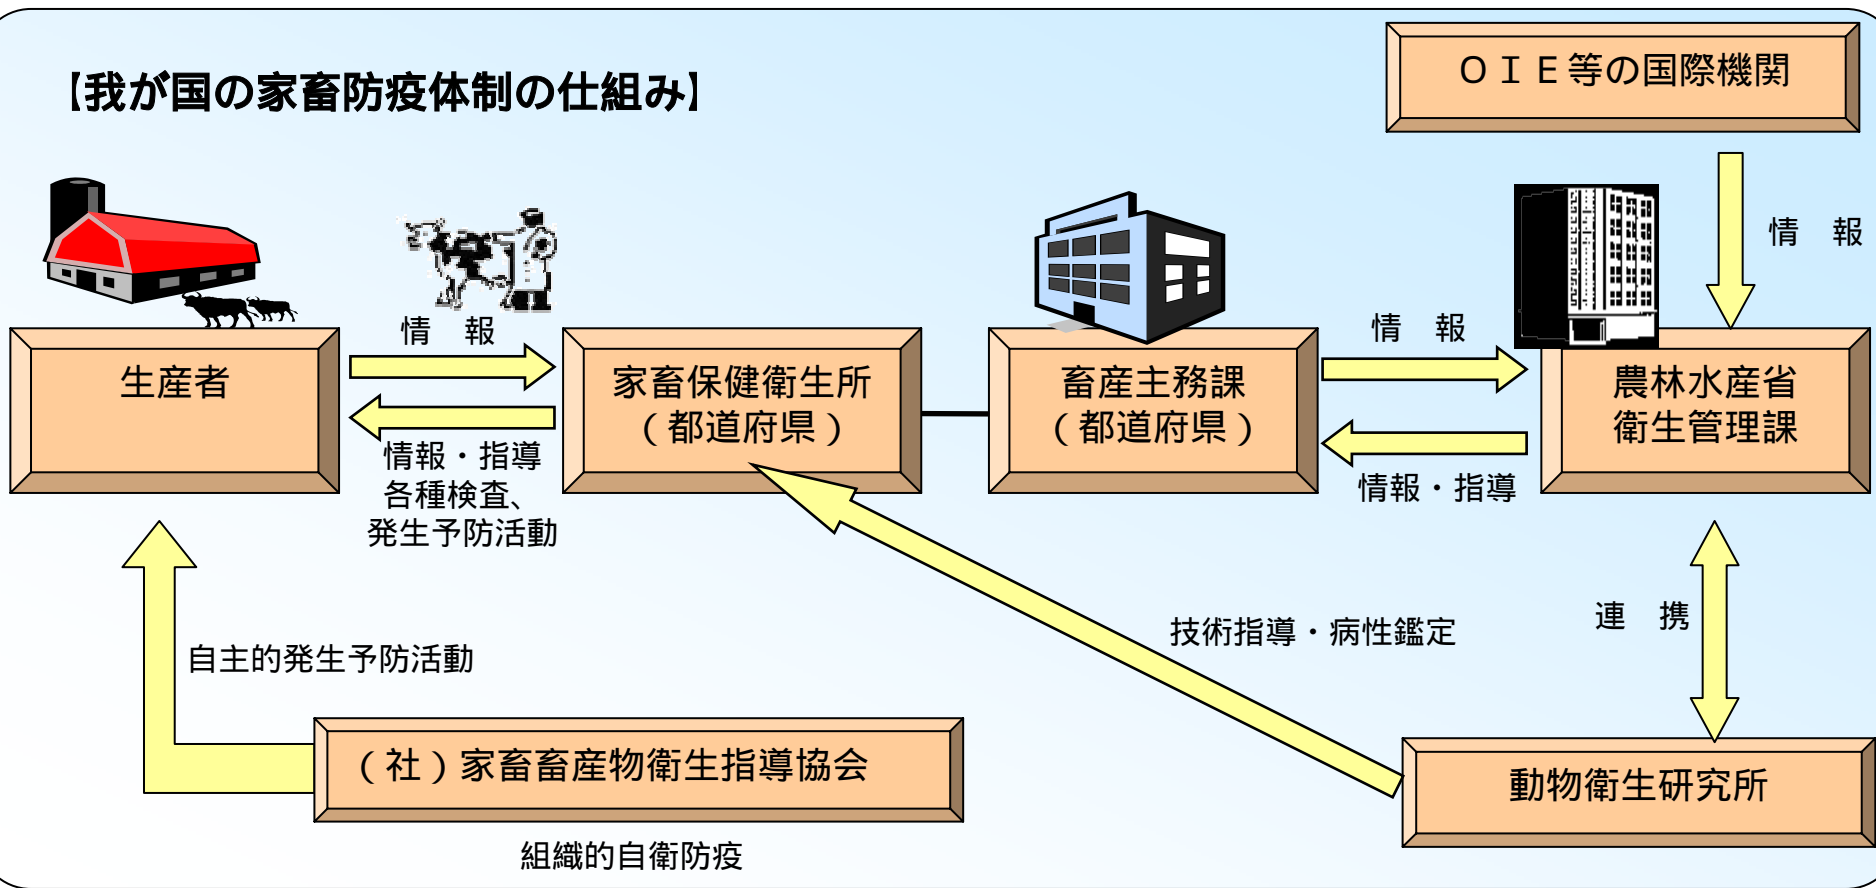 【我が国の家畜防疫体制の仕組み】
ＯＩＥ等の国際機関
情　報
情　報
情　報
生産者
家畜保健衛生所
（都道府県）
畜産主務課
（都道府県）
農林水産省
衛生管理課
情報・指導
各種検査、
発生予防活動
情報・指導
連　携
技術指導・病性鑑定
自主的発生予防活動
（社）家畜畜産物衛生指導協会
動物衛生研究所
組織的自衛防疫